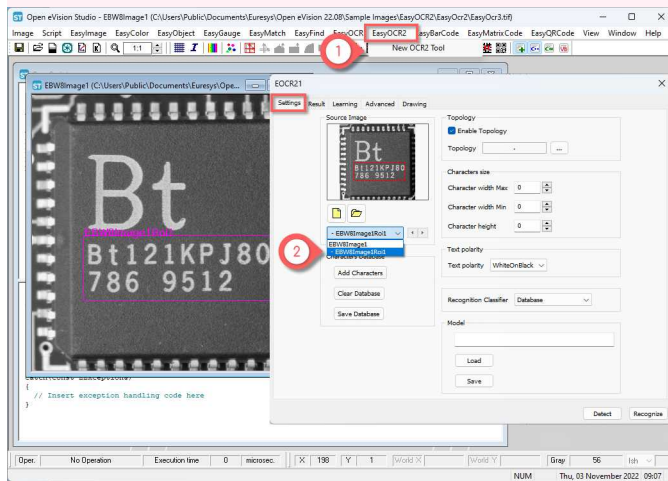 Open eVision Studio - EBW8Image1 (C:\Users\Public\Documents\Euresys\Open eVision 22.08\Sample Images\EasyOCR2\EasyOcr2\EasyOcr3.tif)
Image Script EasyImage EasyColor EasyObject EasyGauge EasyMatch EasyFind EasyOCR EasyOCR2 EasyBarCode EasyMatrixCode EasyQRCode View Window Help
1:1
1
New OCR2 Tool
EBW8Image1 (C:\Users\Public\Documents\Euresys\Ope...
EOCR21
Settings Result Learning Advanced Drawing
Source Image
Bt
Bt121KPJ80
786 9512
- EBW8Image1Roi1
EBW8Image1
- EBW8Image1Roi1
2
Characters Database
Add Characters
Clear Database
Save Database
Topology
Enable Topology
Topology . ...
Characters size
Character width Max 0
Character width Min 0
Character height 0
Text polarity
Text polarity WhiteOnBlack
Recognition Classifier Database
Model
Load
Save
Detect Recognize
Bt
EBW8Image1Roi1
Bt121KPJ80
786 9512
{
// Insert exception handling code here
}
Oper. No Operation Execution time 0 microsec. X 198 Y 1 World X World Y Gray 56 Ish
NUM Thu, 03 November 2022 09:07